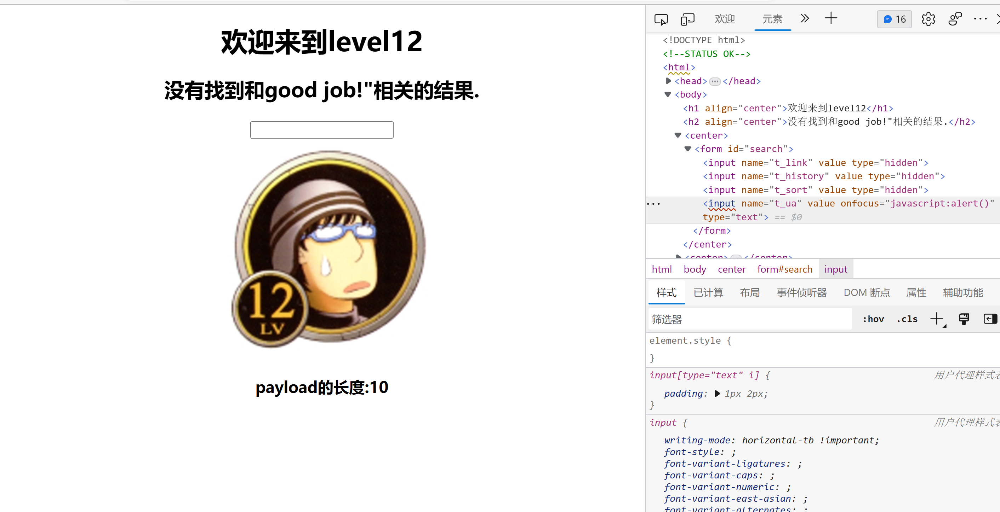 欢迎来到level12
没有找到和good job!"相关的结果.
12
LV
payload的长度:10
欢迎 元素 16
<!DOCTYPE html>
<!--STATUS OK-->
<html>
<head> </head>
<body>
<h1 align="center">欢迎来到level12</h1>
<h2 align="center">没有找到和good job!"相关的结果.</h2>
<center>
<form id="search">
<input name="t_link" value type="hidden">
<input name="t_history" value type="hidden">
<input name="t_sort" value type="hidden">
<input name="t_ua" value onfocus="javascript:alert()"
type="text"> == $0
</form>
</center>
<center> </center>
html body center form#search input
样式 已计算 布局 事件侦听器 DOM 断点 属性 辅助功能
筛选器 :hov .cls
element.style {
}
input[type="text" i] { 用户代理样式表
padding: 1px 2px;
}
input { 用户代理样式表
writing-mode: horizontal-tb !important;
font-style: ;
font-variant-ligatures: ;
font-variant-caps: ;
font-variant-numeric: ;
font-variant-east-asian: ;
font-variant-alternates: ;